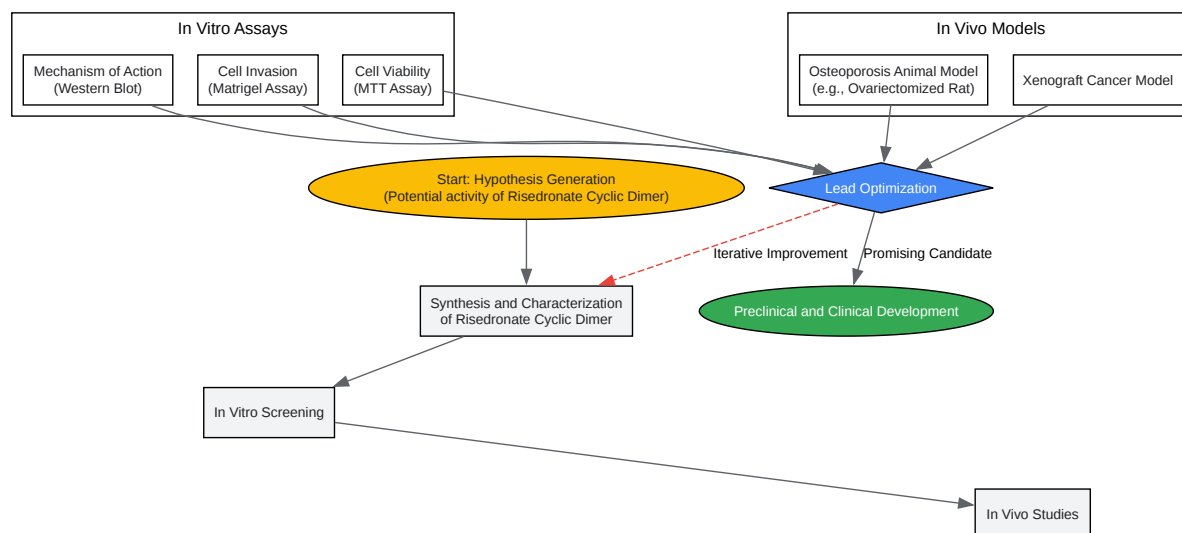 In Vitro Assays
Mechanism of Action
(Western Blot)
Cell Invasion
(Matrigel Assay)
Cell Viability
(MTT Assay)
In Vivo Models
Osteoporosis Animal Model
(e.g., Ovariectomized Rat)
Xenograft Cancer Model
Start: Hypothesis Generation
(Potential activity of Risedronate Cyclic Dimer)
Lead Optimization
Iterative Improvement
Promising Candidate
Synthesis and Characterization
of Risedronate Cyclic Dimer
Preclinical and Clinical Development
In Vitro Screening
In Vivo Studies